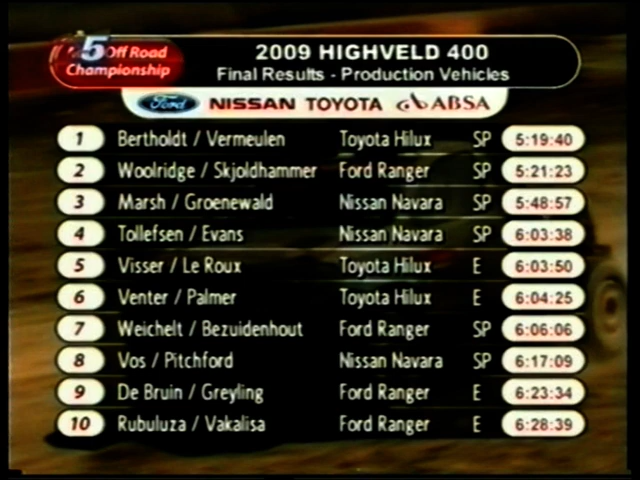 5 Off Road
Championship
2009 HIGHVELD 400
Final Results - Production Vehicles
Ford NISSAN TOYOTA ABSA
1 Bertholdt / Vermeulen Toyota Hilux SP 5:19:40
2 Woolridge / Skjoldhammer Ford Ranger SP 5:21:23
3 Marsh / Groenewald Nissan Navara SP 5:48:57
4 Tollefsen / Evans Nissan Navara SP 6:03:38
5 Visser / Le Roux Toyota Hilux E 6:03:50
6 Venter / Palmer Toyota Hilux E 6:04:25
7 Weichelt / Bezuidenhout Ford Ranger SP 6:06:06
8 Vos / Pitchford Nissan Navara SP 6:17:09
9 De Bruin / Greyling Ford Ranger E 6:23:34
10 Rubuluza / Vakalisa Ford Ranger E 6:28:39